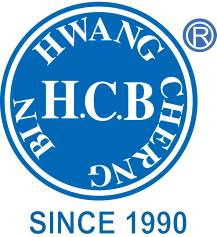 HWANG CHERNG BIN
H.C.B
®
SINCE 1990